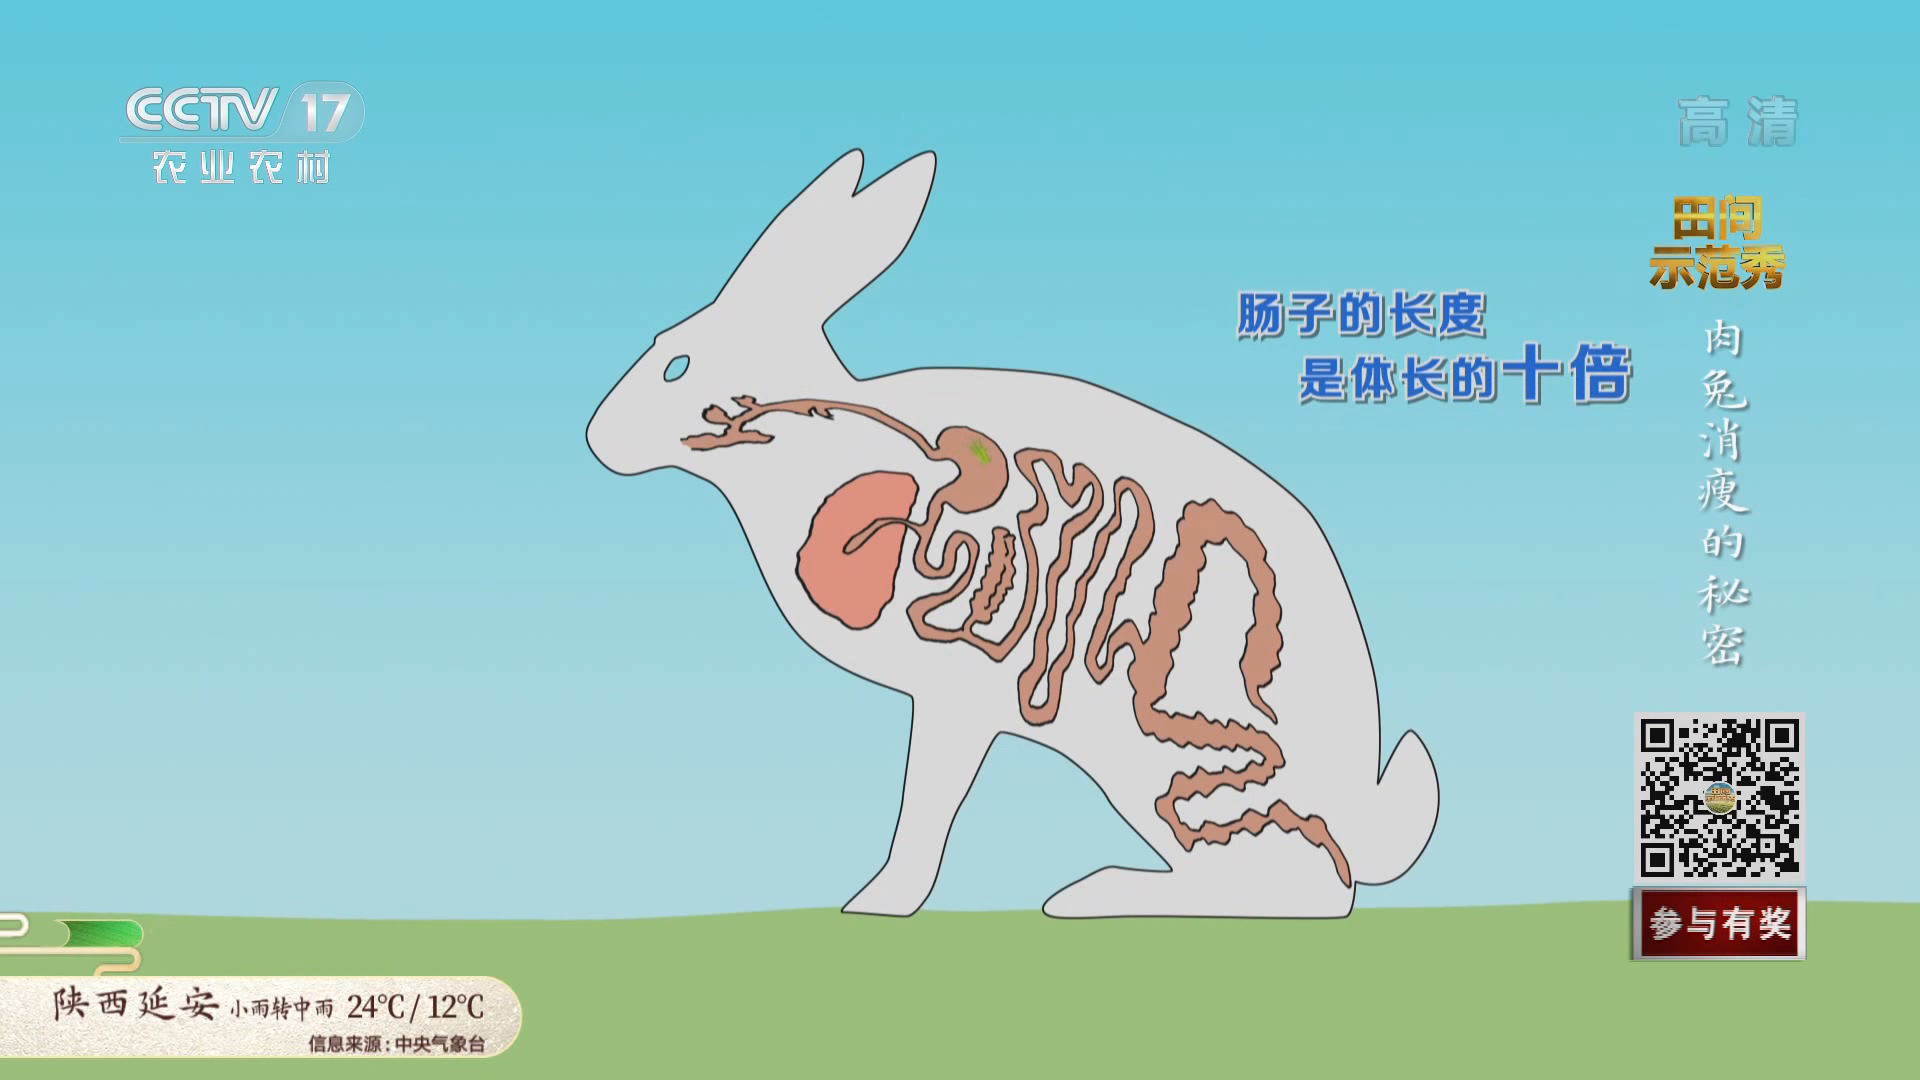 CCTV 17
农业农村
高清
田间
示范秀
肠子的长度
是体长的十倍
肉兔消瘦的秘密
参与有奖
陕西延安 小雨转中雨 24℃/12℃
信息来源:中央气象台